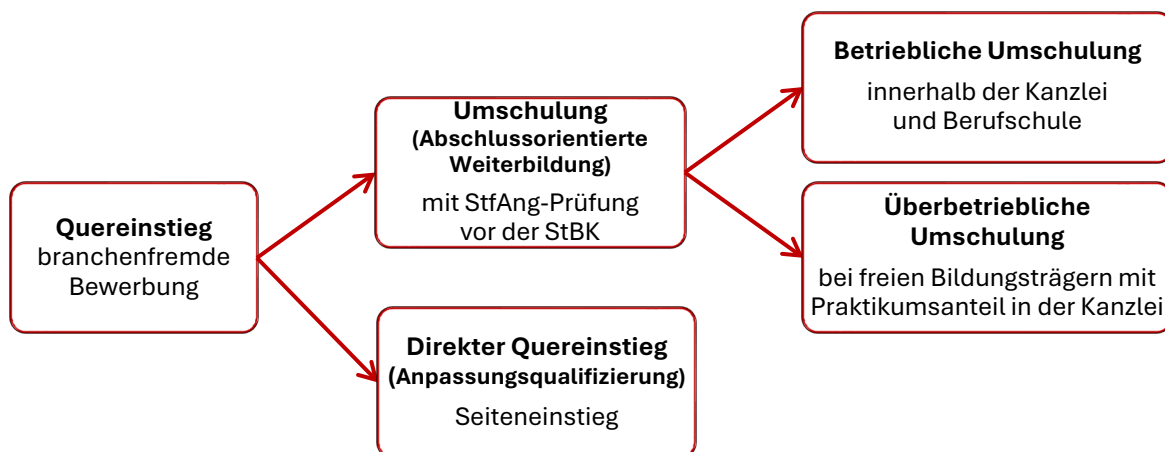 Quereinstieg
branchenfremde
Bewerbung
Umschulung
(Abschlussorientierte
Weiterbildung)
mit StfAng-Prüfung
vor der StBK
Direkter Quereinstieg
(Anpassungsqualifizierung)
Seiteneinstieg
Betriebliche Umschulung
innerhalb der Kanzlei
und Berufschule
Überbetriebliche
Umschulung
bei freien Bildungsträgern mit
Praktikumsanteil in der Kanzlei